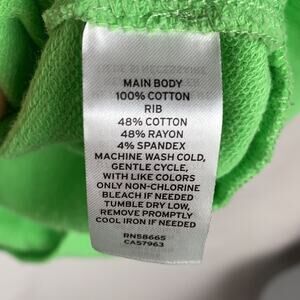 MAIN BODY
100% COTTON
RIB
48% COTTON
48% RAYON
4% SPANDEX
MACHINE WASH COLD,
GENTLE CYCLE,
WITH LIKE COLORS
ONLY NON-CHLORINE
BLEACH IF NEEDED
TUMBLE DRY LOW,
REMOVE PROMPTLY
COOL IRON IF NEEDED
RN58665
CA57963